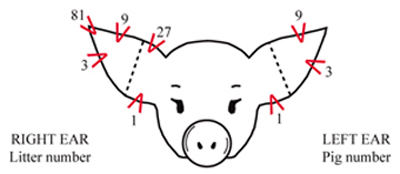 81 9 27 9
3 3
1 1
RIGHT EAR LEFT EAR
Litter number Pig number